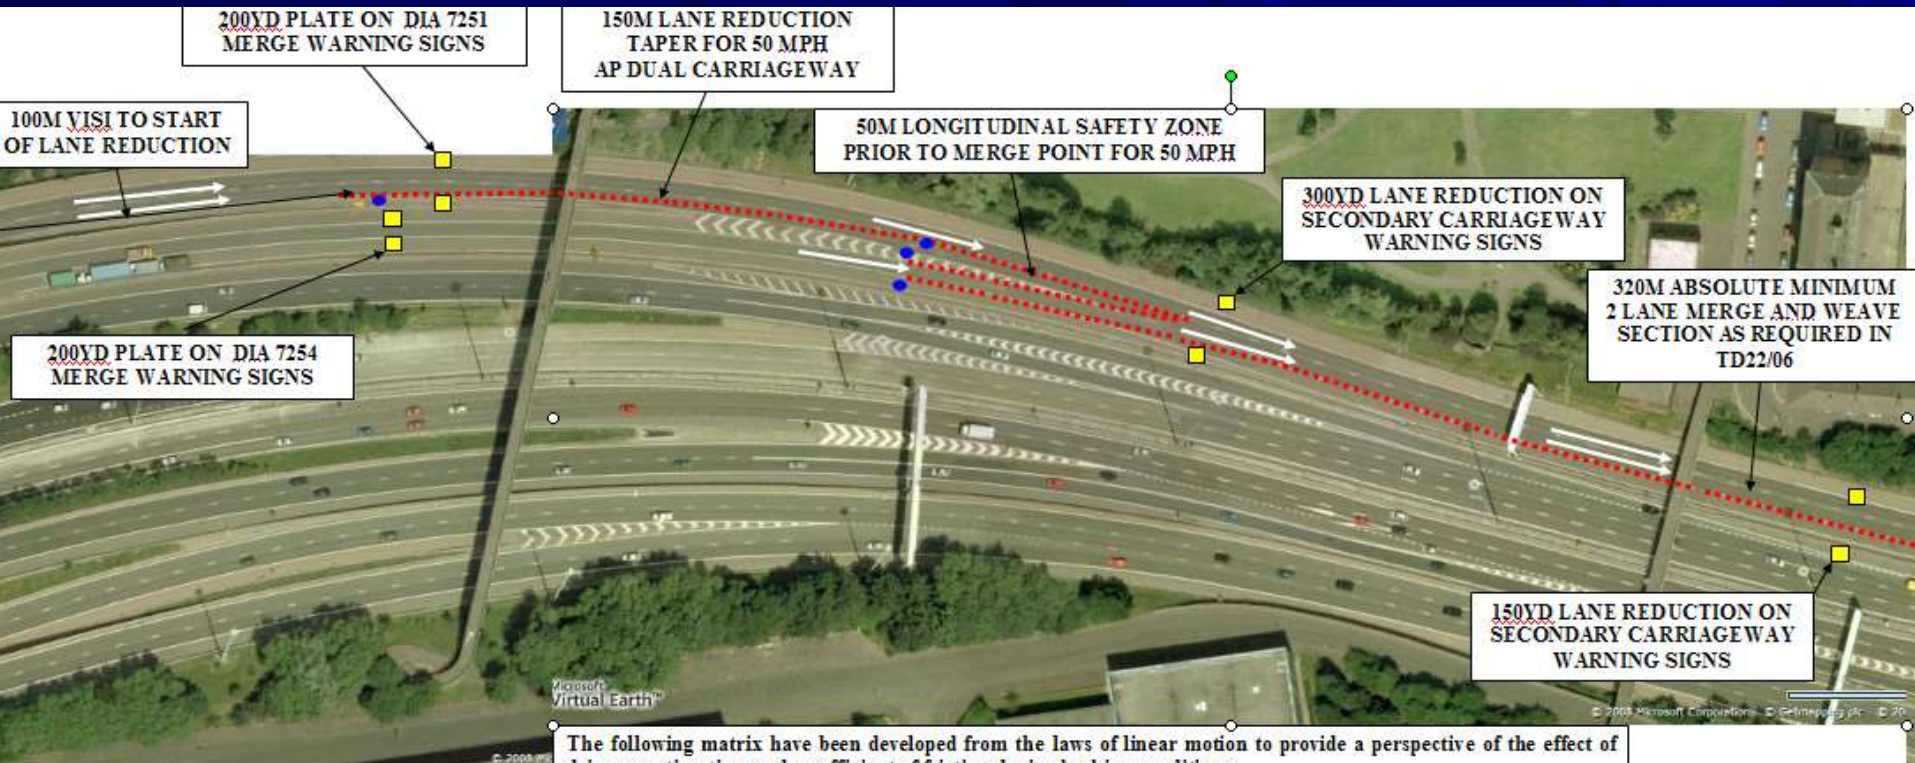 200YD PLATE ON DIA 7251
MERGE WARNING SIGNS
150M LANE REDUCTION
TAPER FOR 50 MPH
AP DUAL CARRIAGEWAY
100M VISI TO START
OF LANE REDUCTION
50M LONGITUDINAL SAFETY ZONE
PRIOR TO MERGE POINT FOR 50 MPH
300YD LANE REDUCTION ON
SECONDARY CARRIAGEWAY
WARNING SIGNS
320M ABSOLUTE MINIMUM
2 LANE MERGE AND WEAVE
SECTION AS REQUIRED IN
TD22/06
200YD PLATE ON DIA 7254
MERGE WARNING SIGNS
150YD LANE REDUCTION ON
SECONDARY CARRIAGEWAY
WARNING SIGNS
Microsoft
Virtual Earth™
Microsoft Corporation © Getmapping plc
The following matrix have been developed from the laws of linear motion to provide a perspective of the effect of